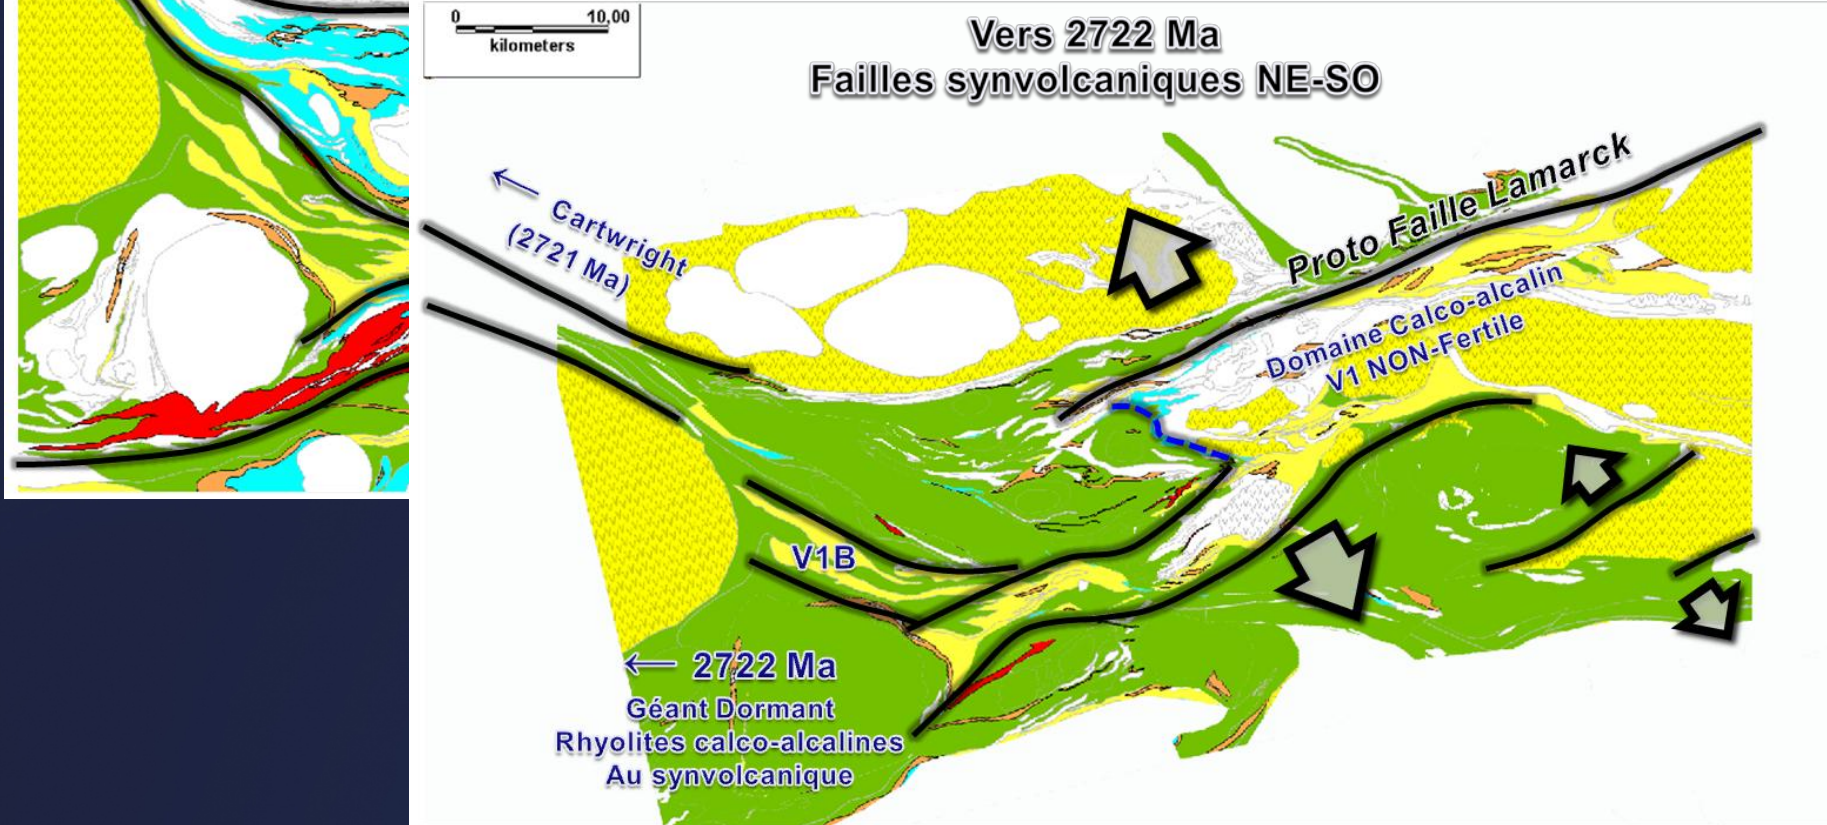 0 10,00
kilometers
Vers 2722 Ma
Failles synvolcaniques NE-SO
← Cartwright
(2721 Ma)
Proto Faille Lamarck
Domaine Calco-alcalin
V1 NON-Fertile
V1B
← 2722 Ma
Géant Dormant
Rhyolites calco-alcalines
Au synvolcanique